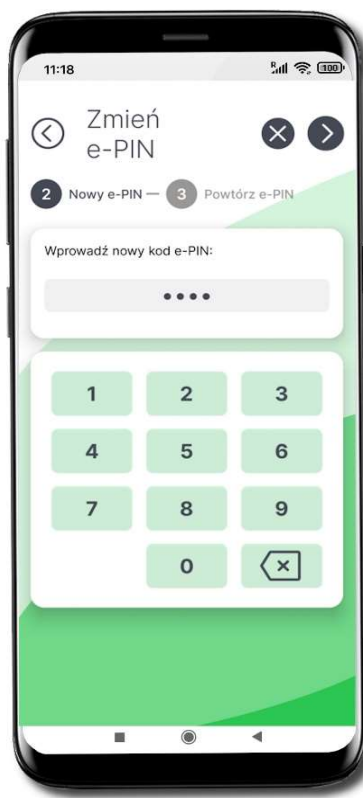 11:18
R
100
Zmień
e-PIN
2 Nowy e-PIN — 3 Powtórz e-PIN
Wprowadź nowy kod e-PIN:
••••
1 2 3
4 5 6
7 8 9
0